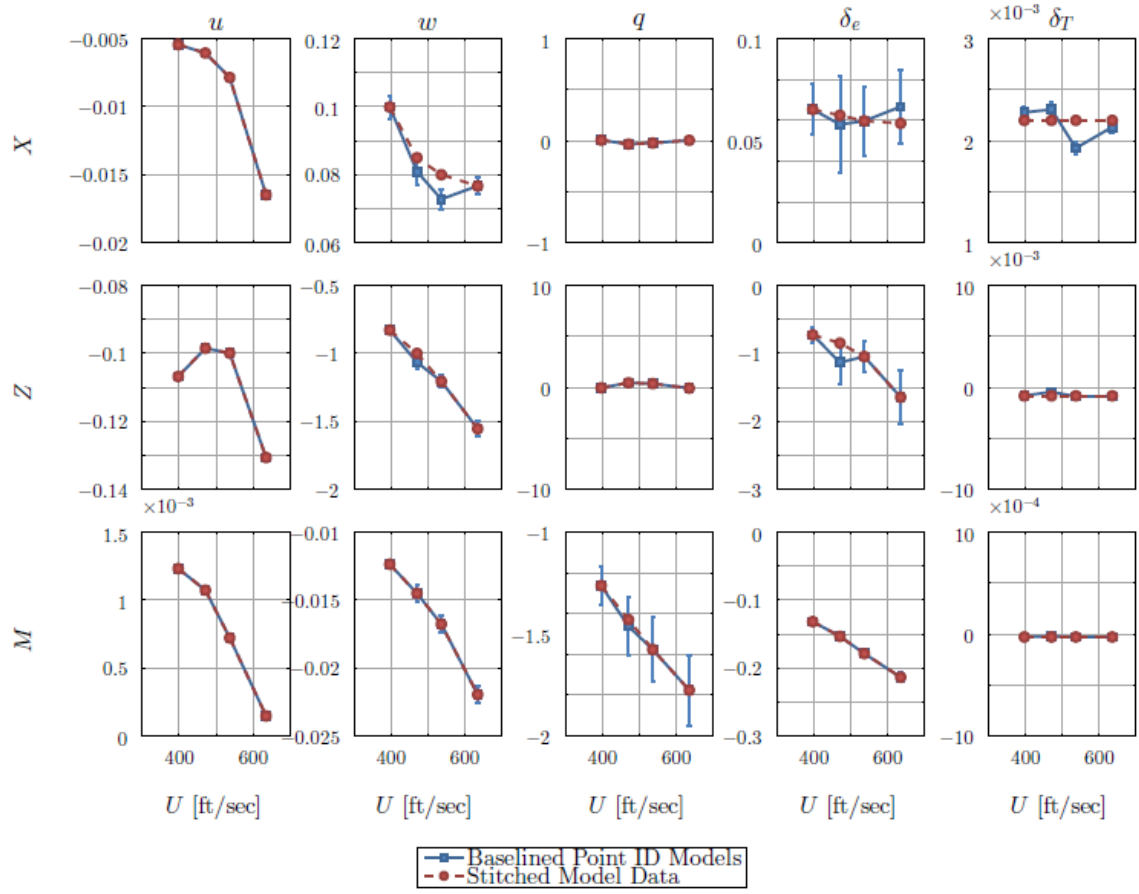 u w q δe δT
×10−3
−0.005 0.12 1 0.1 3
X −0.01 0.1 0 0.05 2
−0.015 0.08
−0.02 0.06 −1 0 1
×10−3
−0.08 −0.5 10 0 10
Z −0.1 −1 0 −1 0
−0.12 −1.5 −2
−0.14 −2 −10 −3 −10
×10−3 ×10−4
1.5 −0.01 −1 0 10
M 1 −0.015 −1.5 −0.1 0
0.5 −0.02 −0.2
0 −0.025 −2 −0.3 −10
400 600 400 600 400 600 400 600 400 600
U [ft/sec] U [ft/sec] U [ft/sec] U [ft/sec] U [ft/sec]
Baselined Point ID Models
Stitched Model Data